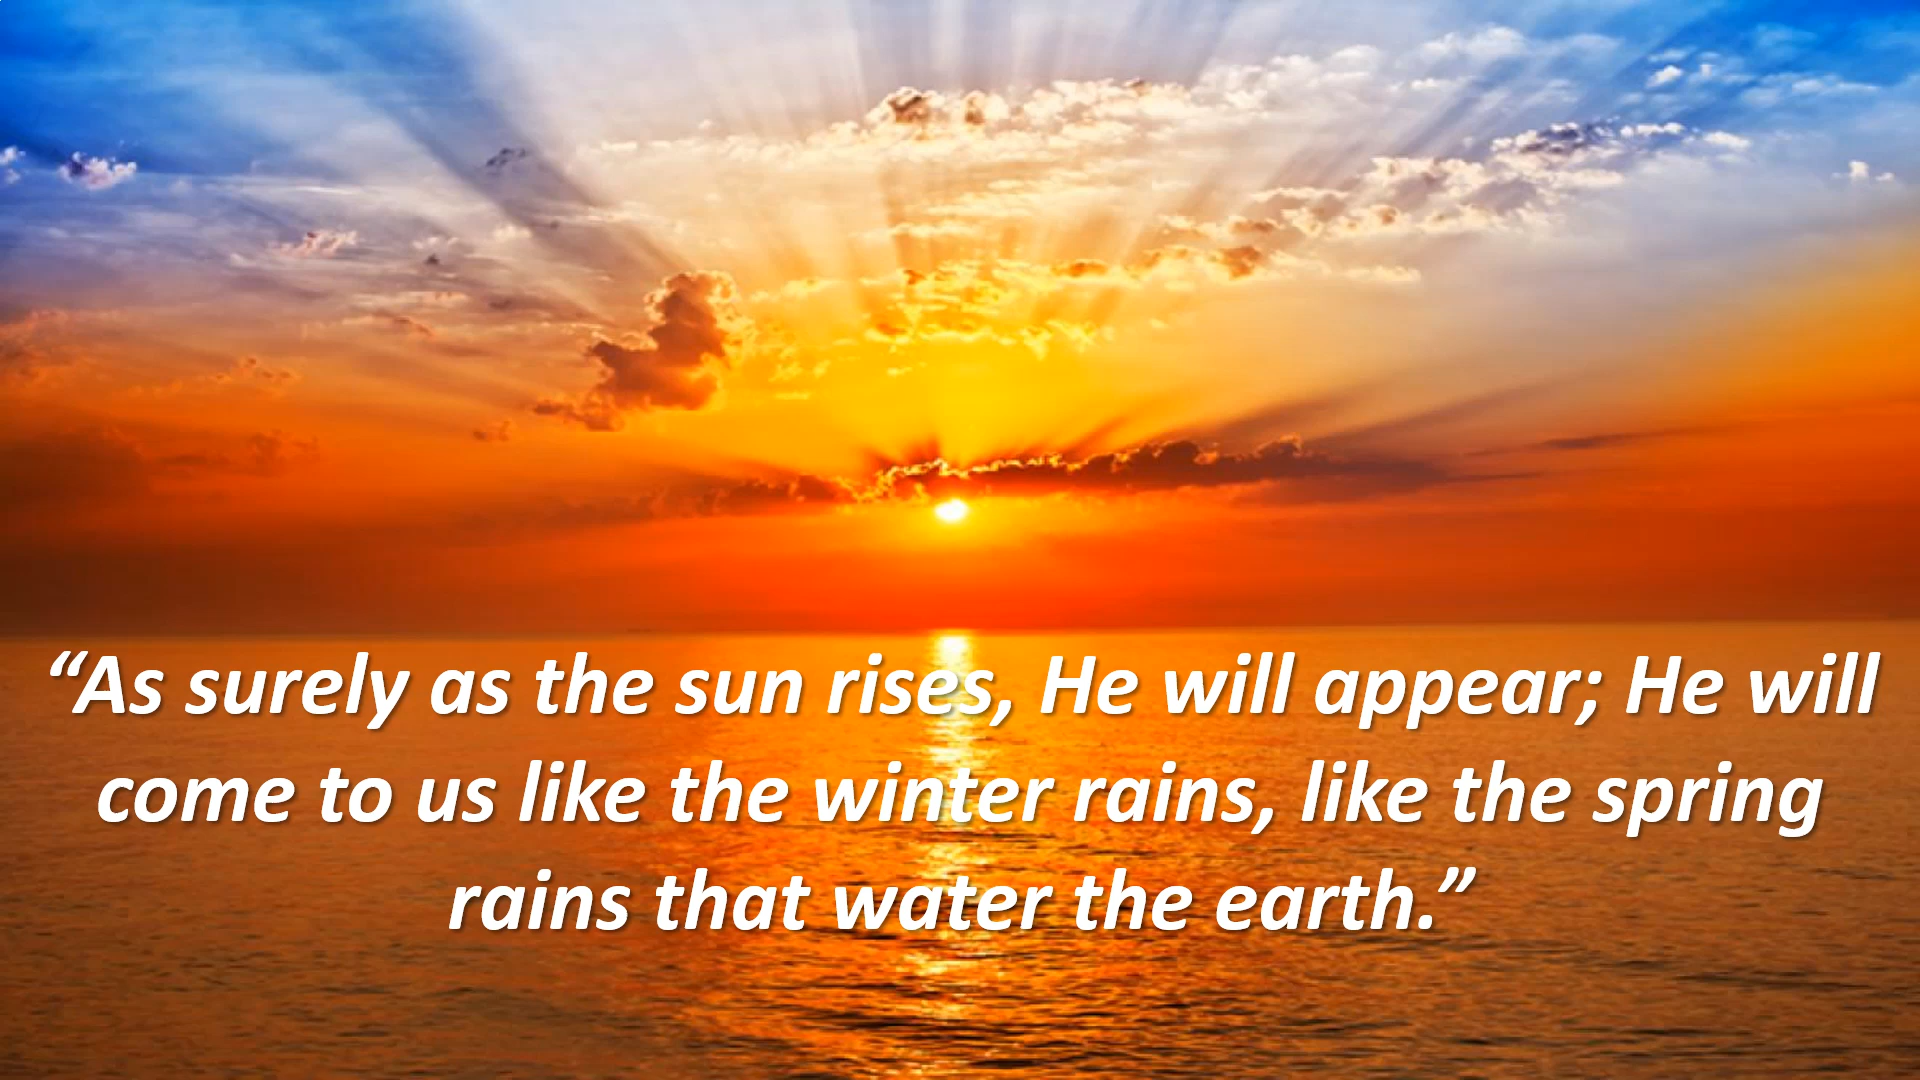 “As surely as the sun rises, He will appear; He will
come to us like the winter rains, like the spring
rains that water the earth.”